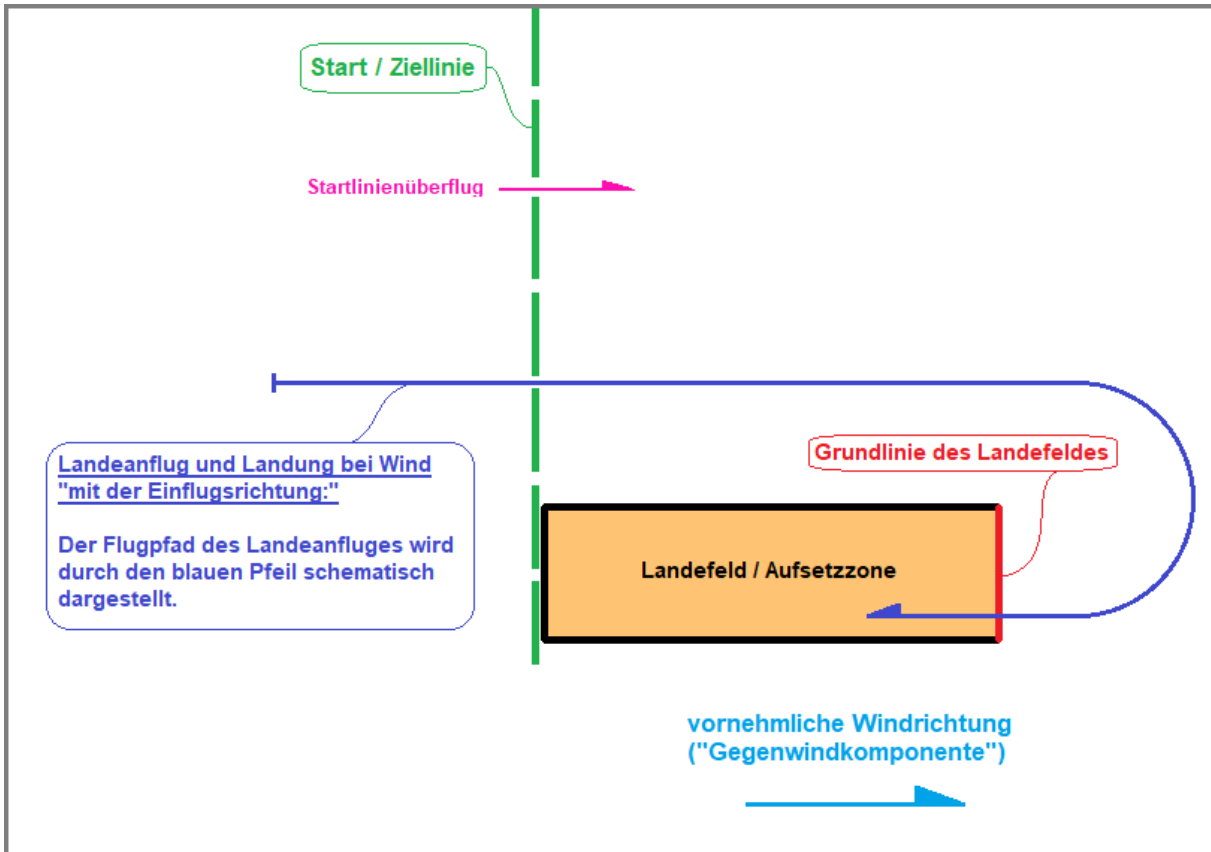 Start / Ziellinie
Startlinienüberflug
Landeanflug und Landung bei Wind
"mit der Einflugsrichtung:"
Der Flugpfad des Landeanfluges wird
durch den blauen Pfeil schematisch
dargestellt.
Grundlinie des Landefeldes
Landefeld / Aufsetzzone
vornehmliche Windrichtung
("Gegenwindkomponente")